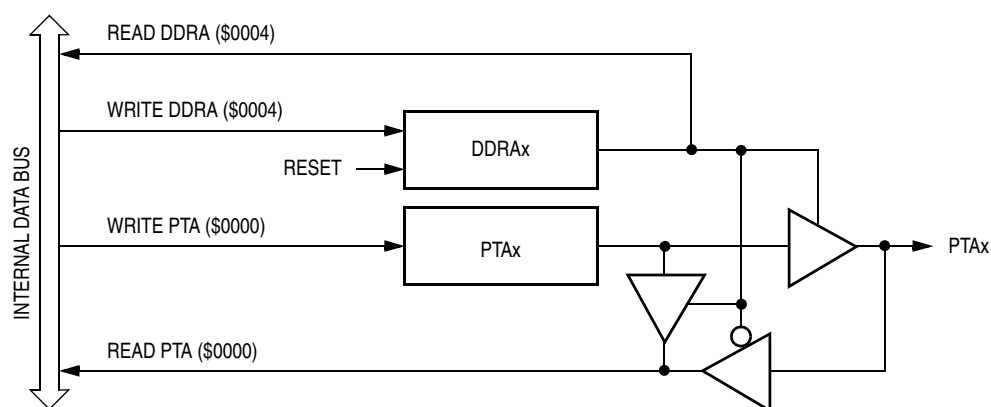 READ DDRA ($0004)
WRITE DDRA ($0004)
DDRAx
RESET
INTERNAL DATA BUS
WRITE PTA ($0000)
PTAx
PTAx
READ PTA ($0000)